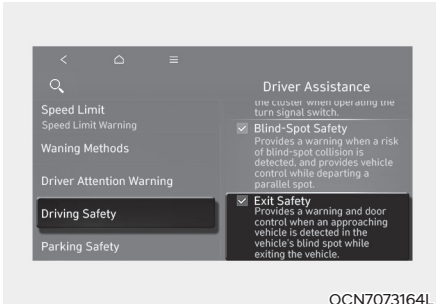 Driver Assistance
Speed Limit
Speed Limit Warning
Waning Methods
Driver Attention Warning
Driving Safety
Parking Safety
the cluster when operating the
turn signal switch.
Blind-Spot Safety
Provides a warning when a risk
of blind-spot collision is
detected, and provides vehicle
control while departing a
parallel spot.
Exit Safety
Provides a warning and door
control when an approaching
vehicle is detected in the
vehicle's blind spot while
exiting the vehicle.
OCN7073164L